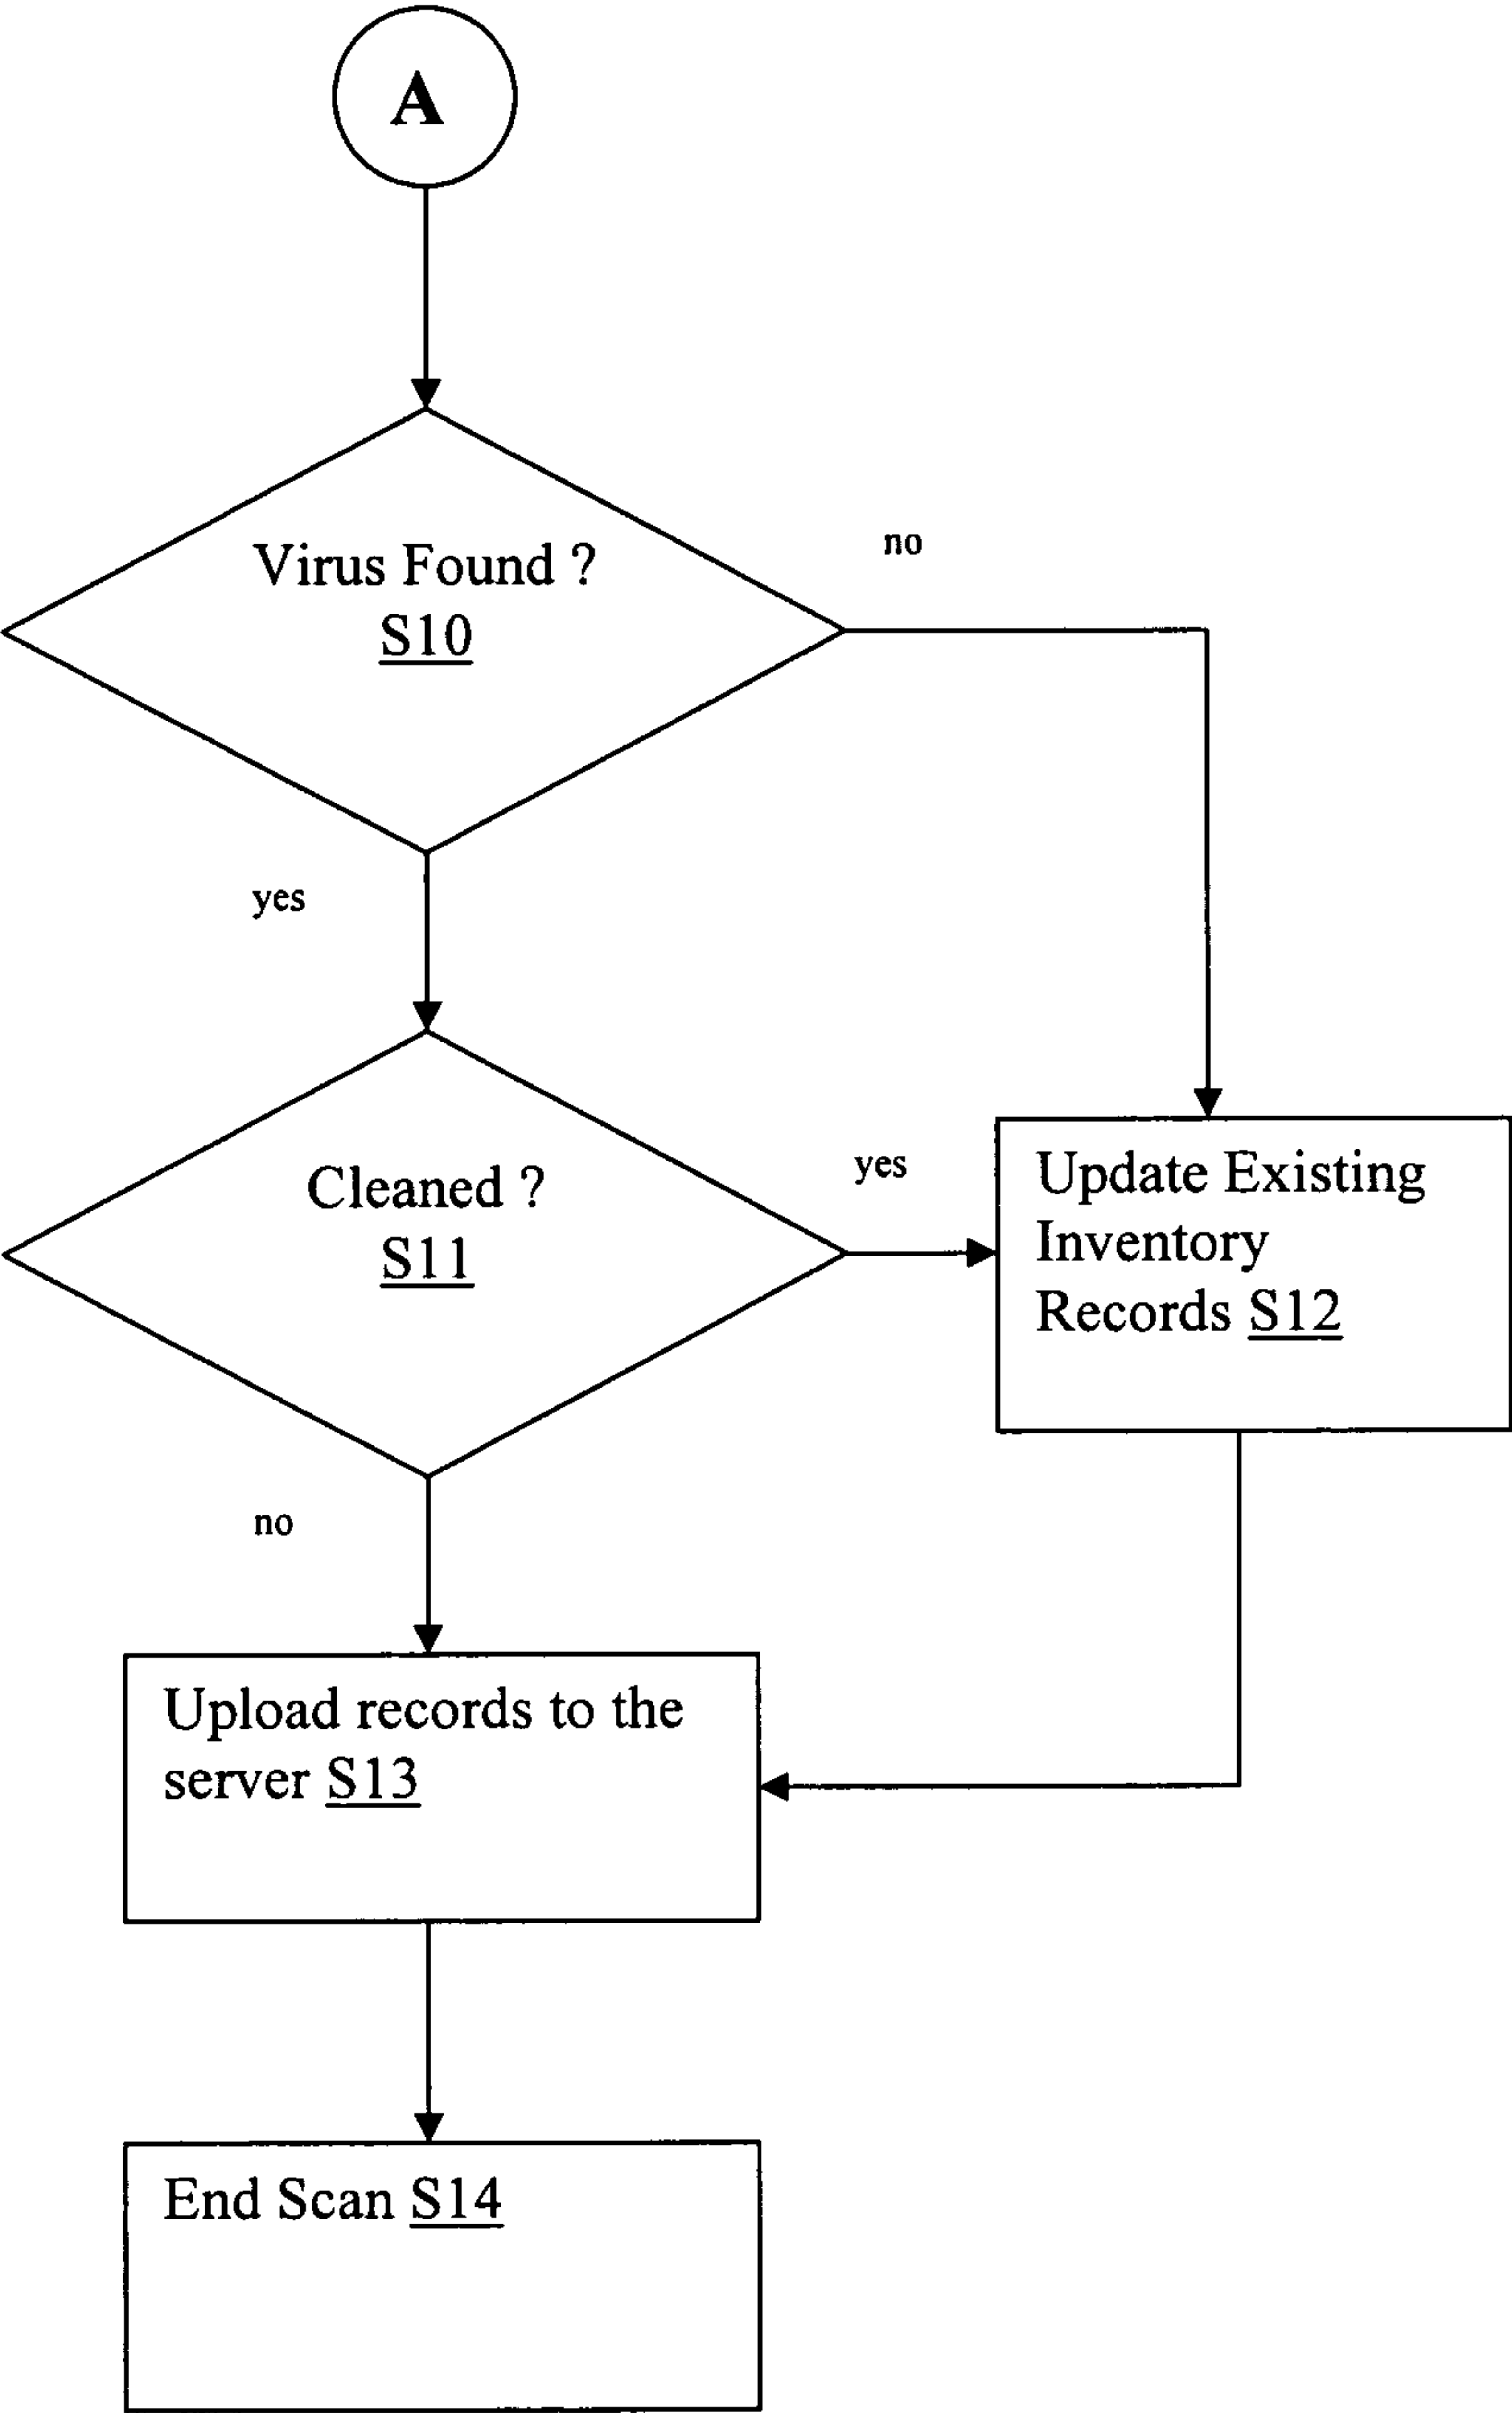 A
Virus Found ?
S10
no
yes
Cleaned ?
S11
yes
Update Existing
Inventory
Records S12
no
Upload records to the
server S13
End Scan S14